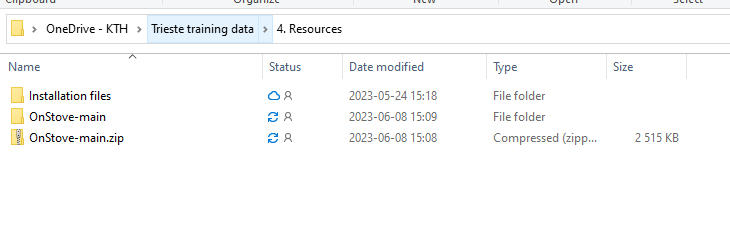 Clipboard Organize New Open Select
OneDrive - KTH Trieste training data 4. Resources
Name Status Date modified Type Size
Installation files 2023-05-24 15:18 File folder
OnStove-main 2023-06-08 15:09 File folder
OnStove-main.zip 2023-06-08 15:08 Compressed (zipp... 2 515 KB